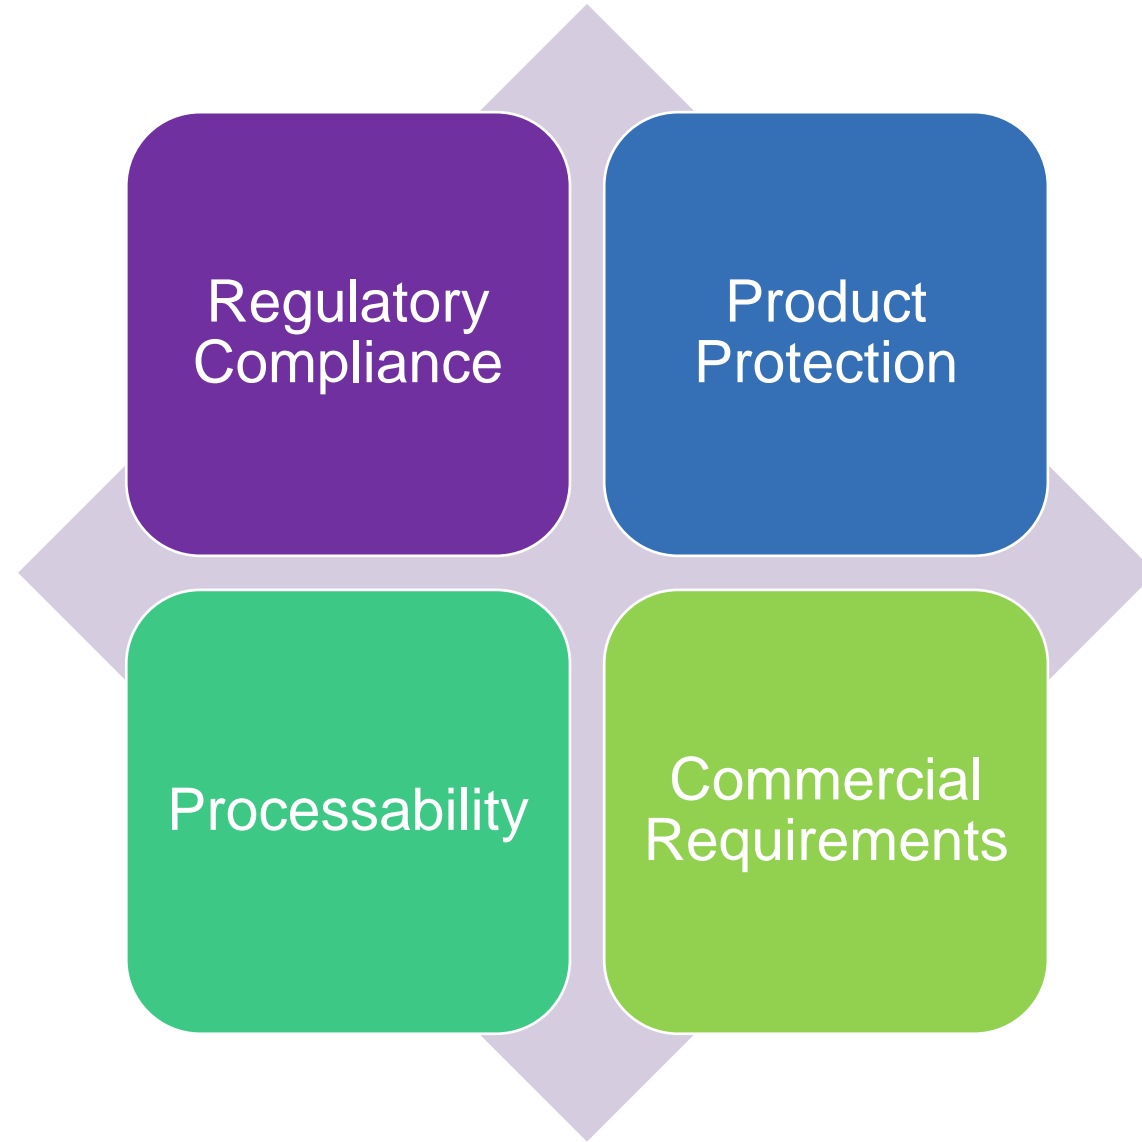 Regulatory
Compliance
Product
Protection
Processability
Commercial
Requirements